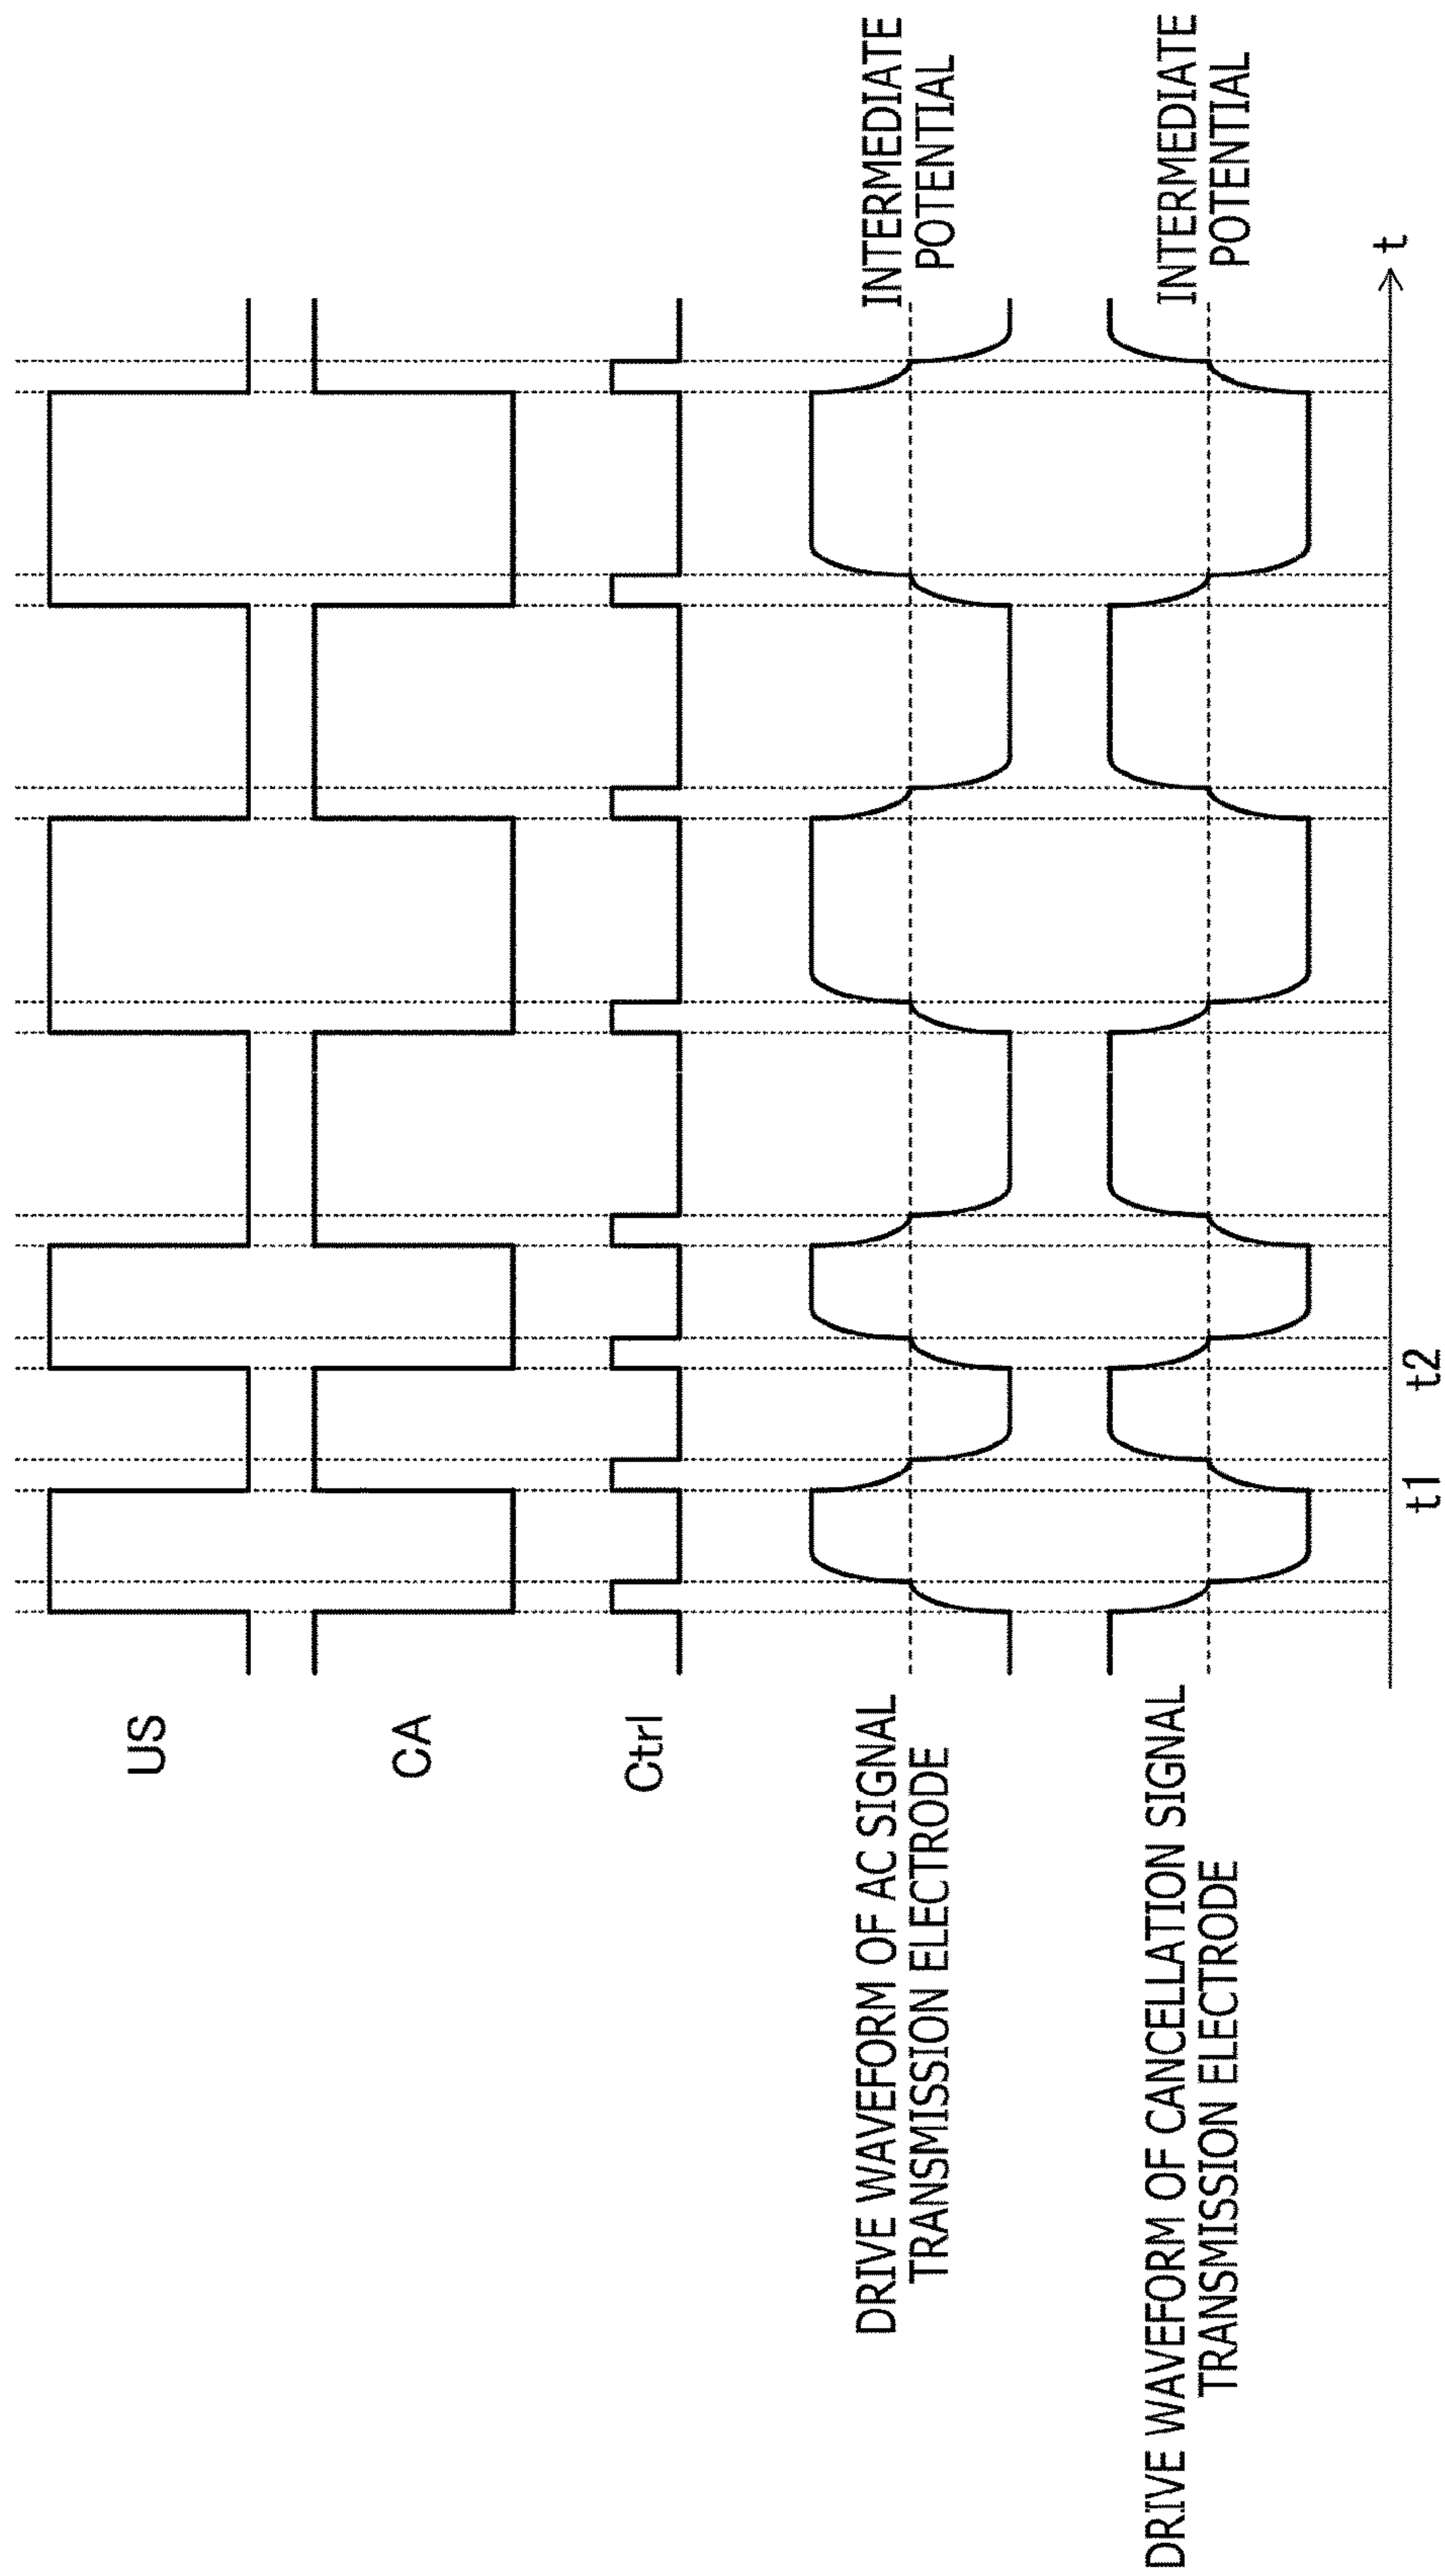 US
CA
Ctrl
DRIVE WAVEFORM OF AC SIGNAL
TRANSMISSION ELECTRODE
INTERMEDIATE
POTENTIAL
DRIVE WAVEFORM OF CANCELLATION SIGNAL
TRANSMISSION ELECTRODE
INTERMEDIATE
POTENTIAL
t1
t2
t